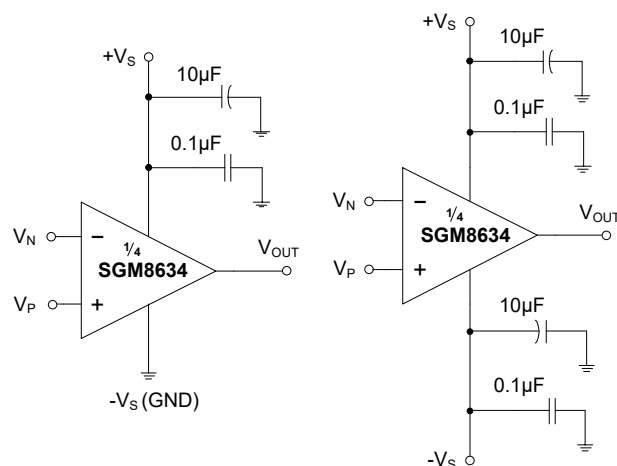 +VS
10µF
0.1µF
VN
−
1/4
SGM8634
VOUT
VP
+
-VS (GND)
+VS
10µF
0.1µF
VN
−
1/4
SGM8634
VOUT
VP
+
10µF
0.1µF
-VS